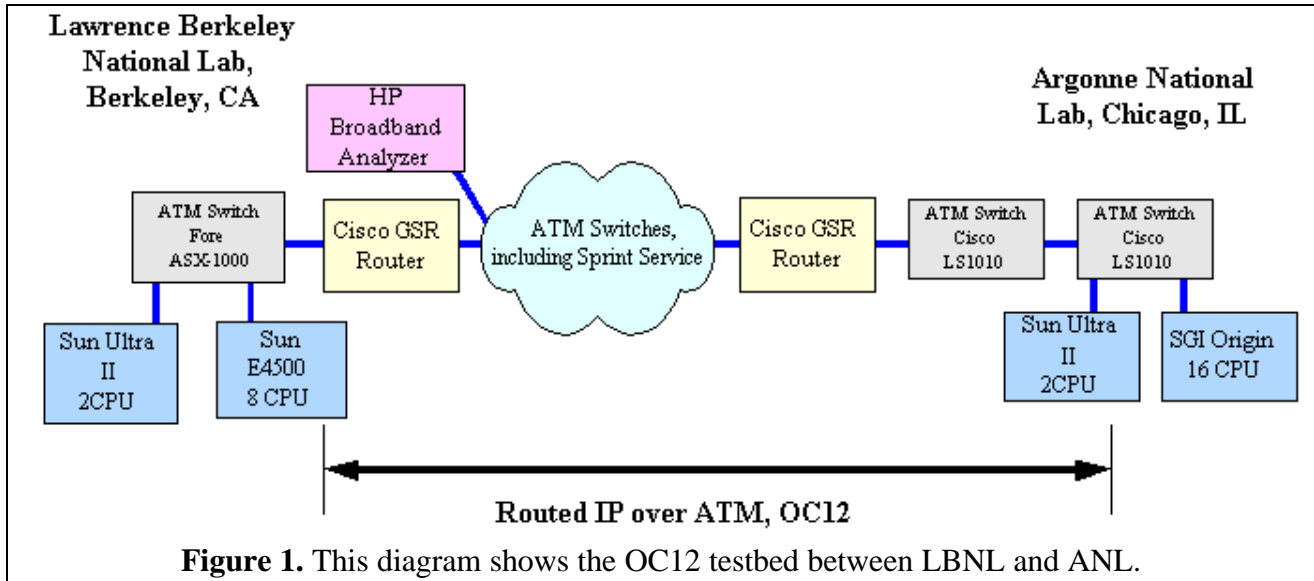 Lawrence Berkeley
National Lab,
Berkeley, CA
HP
Broadband
Analyzer
Argonne National
Lab, Chicago, IL
ATM Switch
Fore
ASX-1000
Cisco GSR
Router
ATM Switches,
including Sprint Service
Cisco GSR
Router
ATM Switch
Cisco
LS1010
ATM Switch
Cisco
LS1010
Sun Ultra
II
2CPU
Sun
E4500
8 CPU
Sun Ultra
II
2CPU
SGI Origin
16 CPU
Routed IP over ATM, OC12
Figure 1. This diagram shows the OC12 testbed between LBNL and ANL.